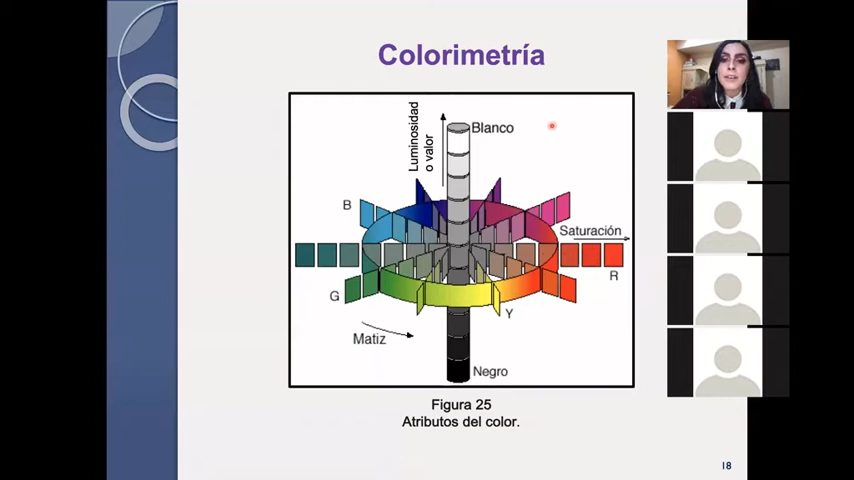 Colorimetría
Luminosidad
o valor
Blanco
B
Saturación
R
G
Y
Matiz
Negro
Figura 25
Atributos del color.
18